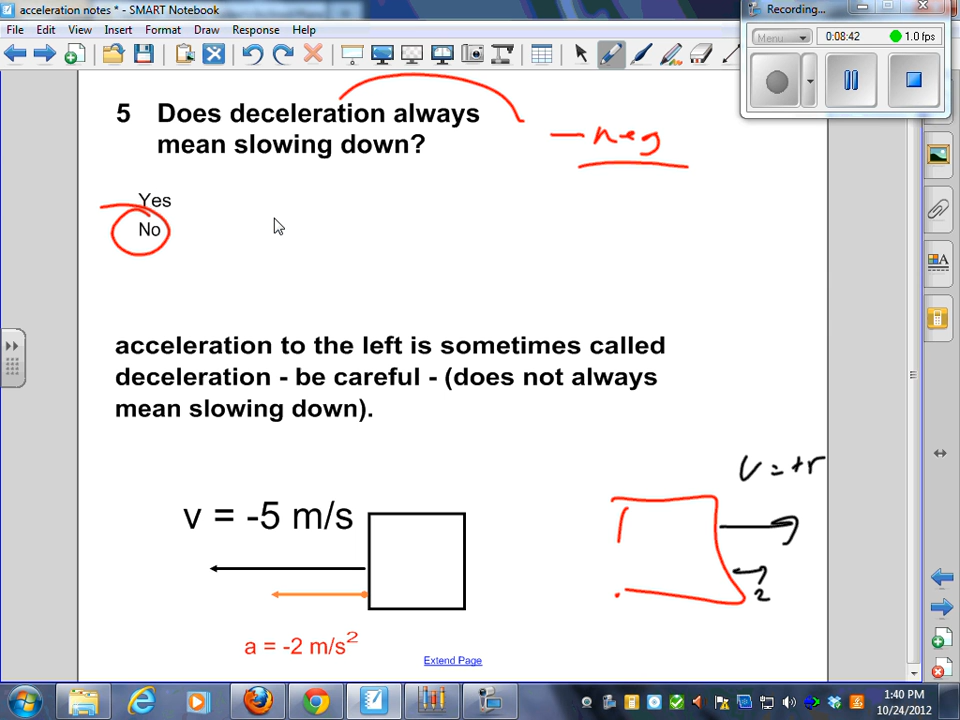 acceleration notes * - SMART Notebook
Recording...
File Edit View Insert Format Draw Response Help
Menu
0:08:42
1.0 fps
5 Does deceleration always
mean slowing down?
- neg
Yes
No
acceleration to the left is sometimes called
deceleration - be careful - (does not always
mean slowing down).
v = +r
v = -5 m/s
2
a = -2 m/s²
Extend Page
A
1:40 PM
10/24/2012